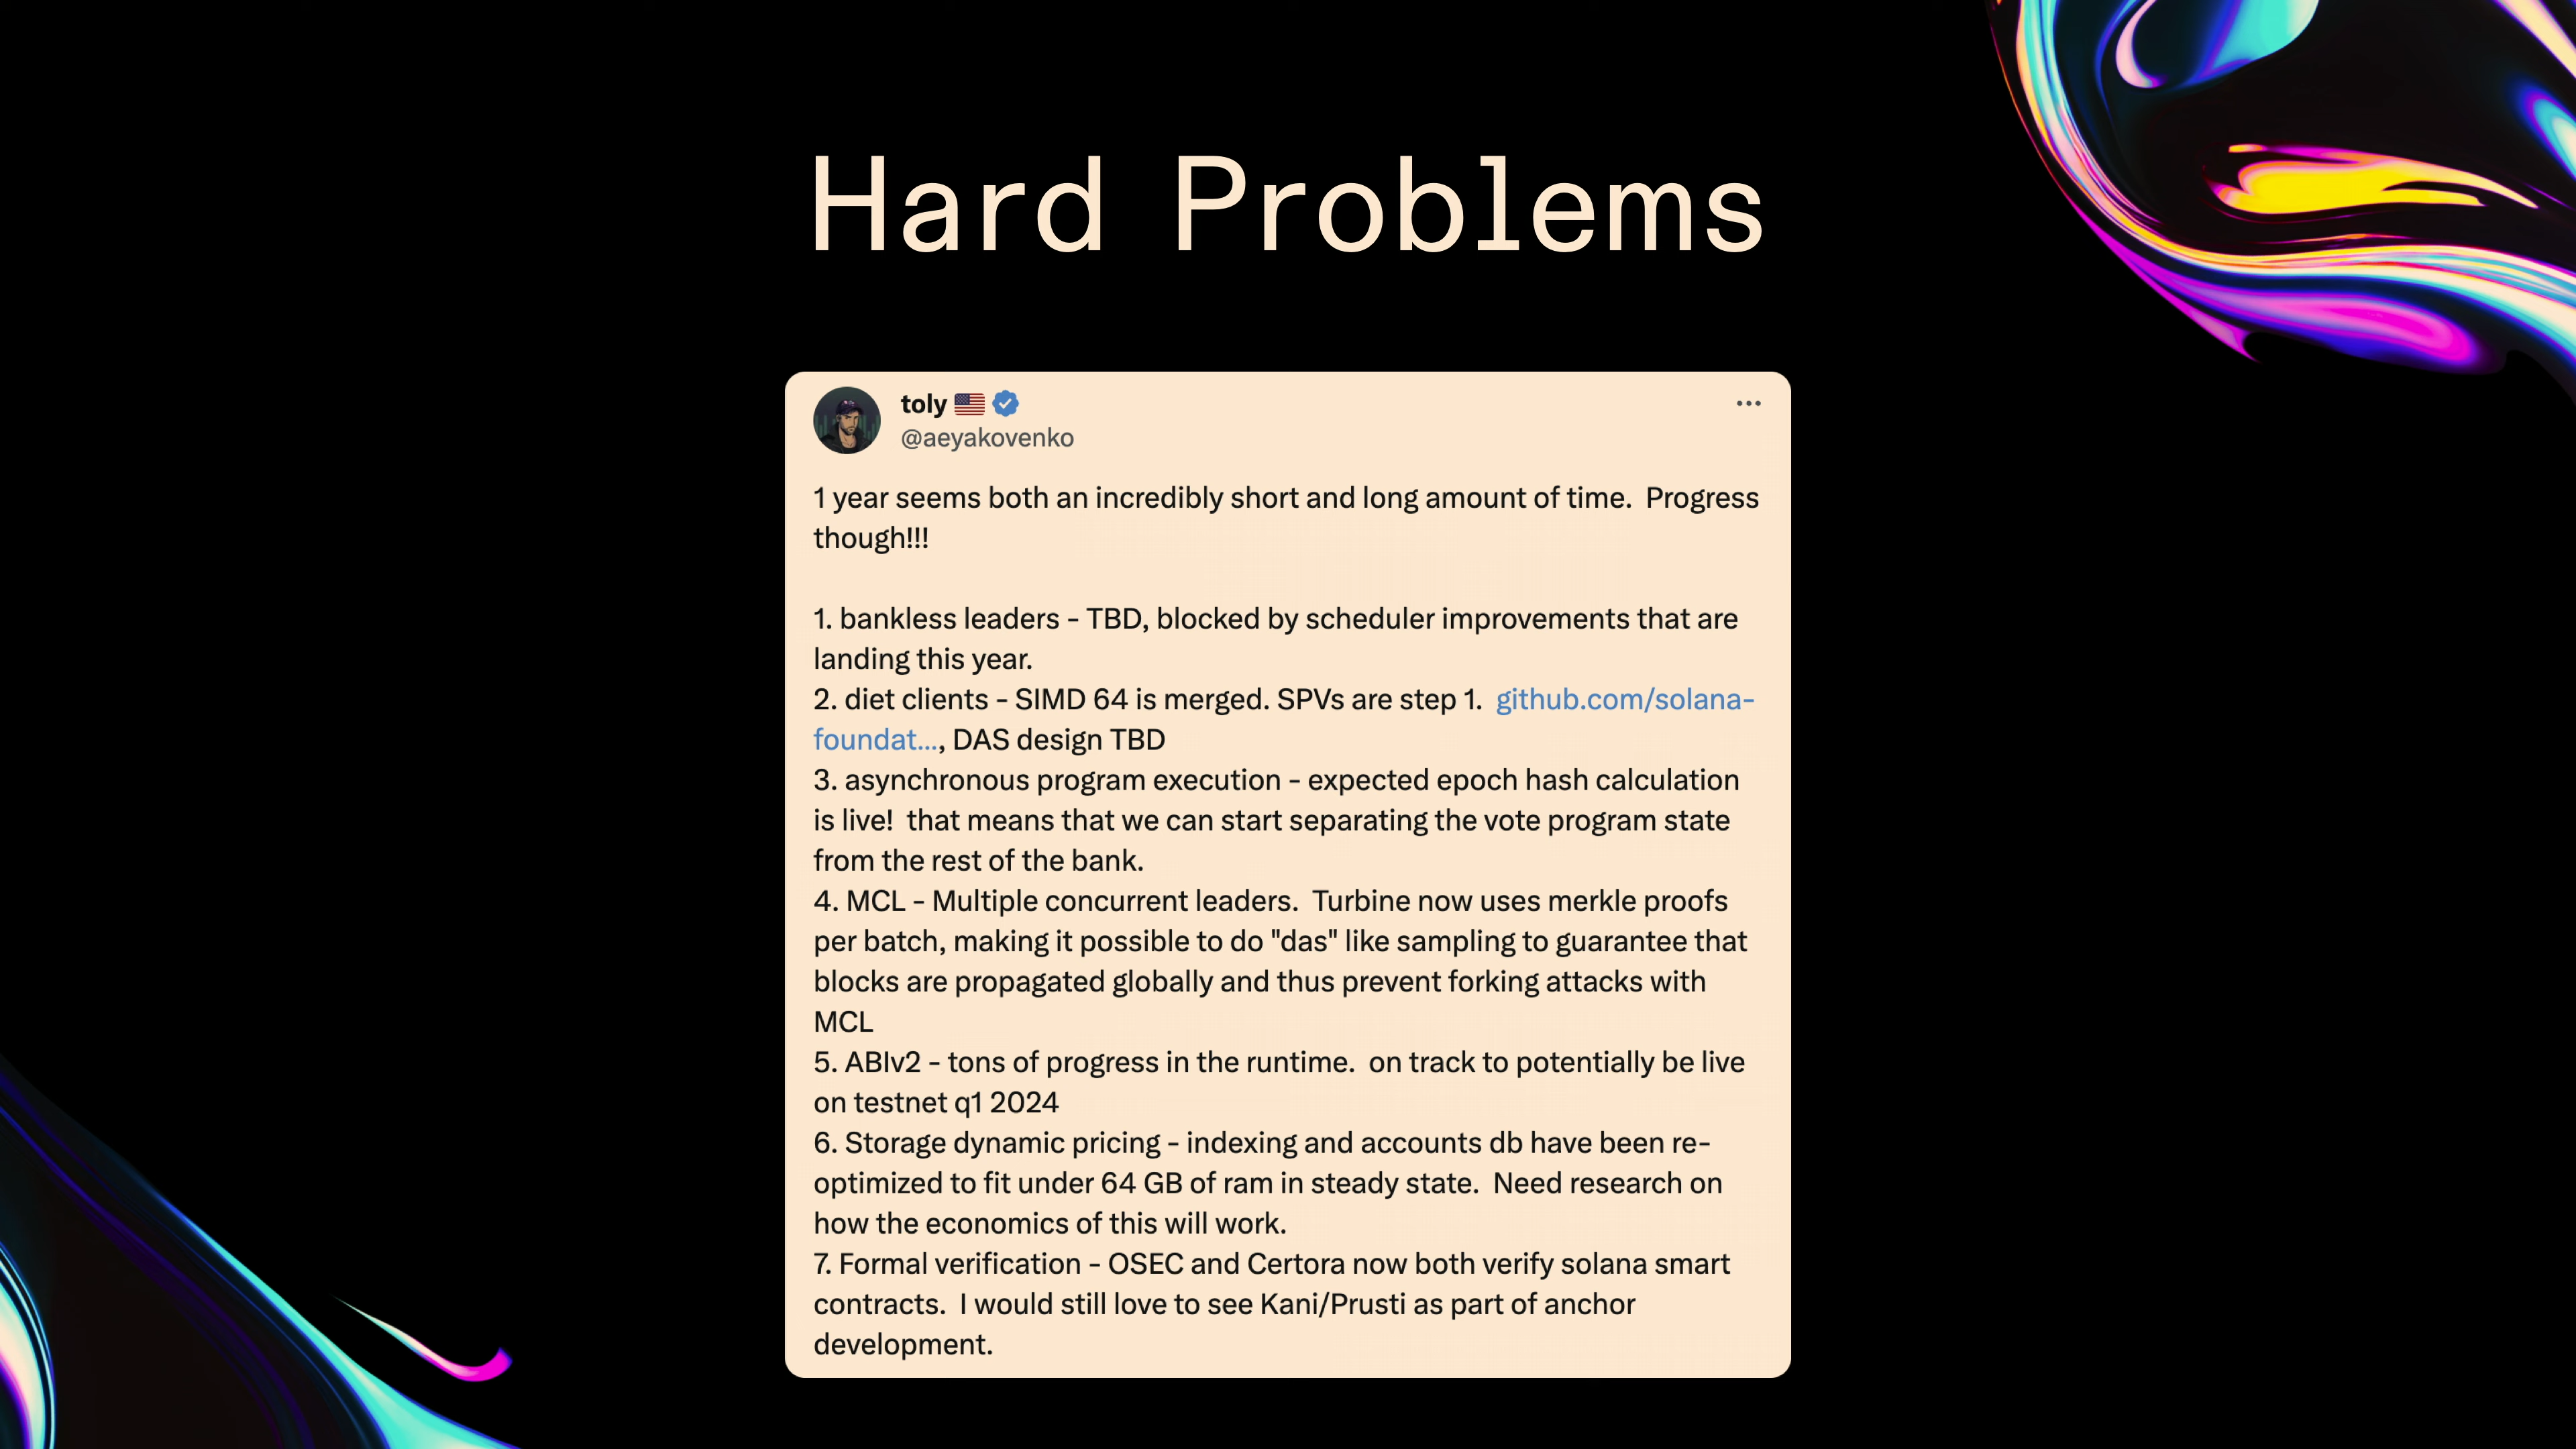 Hard Problems
toly 🇺🇸
@aeyakovenko
1 year seems both an incredibly short and long amount of time.  Progress
though!!!
1. bankless leaders - TBD, blocked by scheduler improvements that are
landing this year.
2. diet clients - SIMD 64 is merged. SPVs are step 1.  github.com/solana-
foundat..., DAS design TBD
3. asynchronous program execution - expected epoch hash calculation
is live!  that means that we can start separating the vote program state
from the rest of the bank.
4. MCL - Multiple concurrent leaders.  Turbine now uses merkle proofs
per batch, making it possible to do "das" like sampling to guarantee that
blocks are propagated globally and thus prevent forking attacks with
MCL
5. ABIv2 - tons of progress in the runtime.  on track to potentially be live
on testnet q1 2024
6. Storage dynamic pricing - indexing and accounts db have been re-
optimized to fit under 64 GB of ram in steady state.  Need research on
how the economics of this will work.
7. Formal verification - OSEC and Certora now both verify solana smart
contracts.  I would still love to see Kani/Prusti as part of anchor
development.